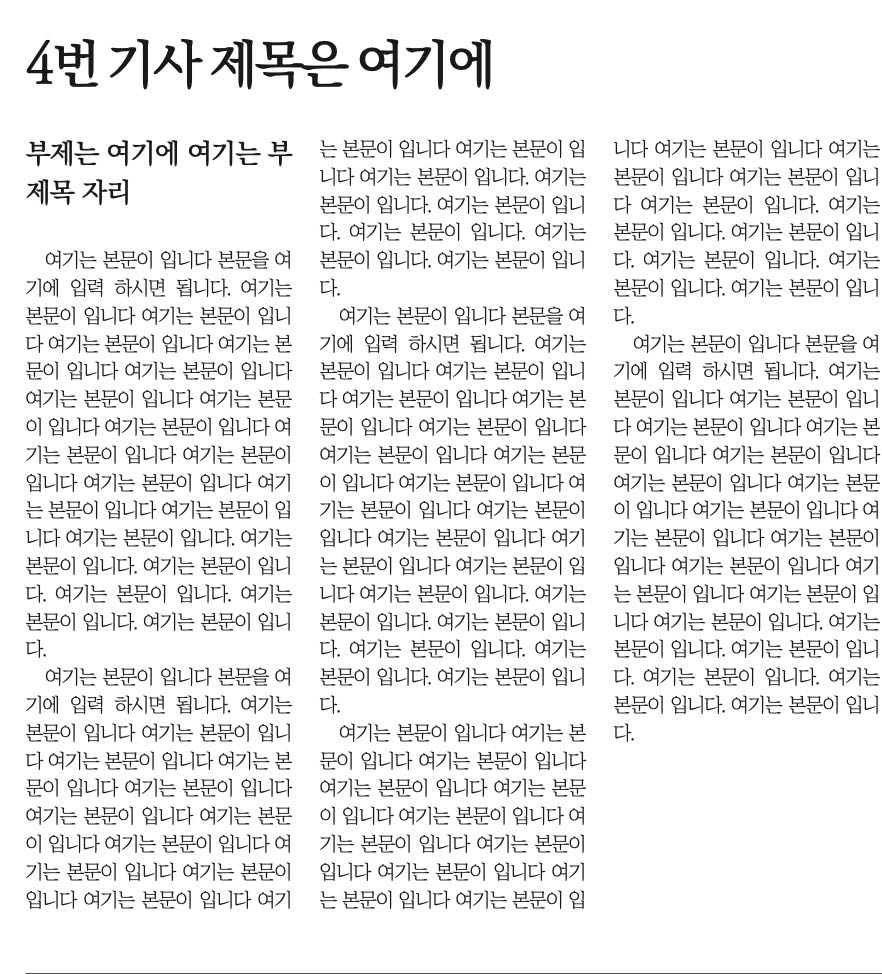 4번 기사 제목은 여기에
부제는 여기에 여기는 부
제목 자리
여기는 본문이 입니다 본문을 여
기에 입력 하시면 됩니다. 여기는
본문이 입니다 여기는 본문이 입니
다 여기는 본문이 입니다 여기는 본
문이 입니다 여기는 본문이 입니다
여기는 본문이 입니다 여기는 본문
이 입니다 여기는 본문이 입니다 여
기는 본문이 입니다 여기는 본문이
입니다 여기는 본문이 입니다 여기
는 본문이 입니다 여기는 본문이 입
니다 여기는 본문이 입니다. 여기는
본문이 입니다. 여기는 본문이 입니
다. 여기는 본문이 입니다. 여기는
본문이 입니다. 여기는 본문이 입니
다.
여기는 본문이 입니다 본문을 여
기에 입력 하시면 됩니다. 여기는
본문이 입니다 여기는 본문이 입니
다 여기는 본문이 입니다 여기는 본
문이 입니다 여기는 본문이 입니다
여기는 본문이 입니다 여기는 본문
이 입니다 여기는 본문이 입니다 여
기는 본문이 입니다 여기는 본문이
입니다 여기는 본문이 입니다 여기
는 본문이 입니다 여기는 본문이 입
니다 여기는 본문이 입니다. 여기는
본문이 입니다. 여기는 본문이 입니
다. 여기는 본문이 입니다. 여기는
본문이 입니다. 여기는 본문이 입니
다.
여기는 본문이 입니다 본문을 여
기에 입력 하시면 됩니다. 여기는
본문이 입니다 여기는 본문이 입니
다 여기는 본문이 입니다 여기는 본
문이 입니다 여기는 본문이 입니다
여기는 본문이 입니다 여기는 본문
이 입니다 여기는 본문이 입니다 여
기는 본문이 입니다 여기는 본문이
입니다 여기는 본문이 입니다 여기
는 본문이 입니다 여기는 본문이 입
니다 여기는 본문이 입니다. 여기는
본문이 입니다. 여기는 본문이 입니
다. 여기는 본문이 입니다. 여기는
본문이 입니다. 여기는 본문이 입니
다.
여기는 본문이 입니다 여기는 본
문이 입니다 여기는 본문이 입니다
여기는 본문이 입니다 여기는 본문
이 입니다 여기는 본문이 입니다 여
기는 본문이 입니다 여기는 본문이
입니다 여기는 본문이 입니다 여기
는 본문이 입니다 여기는 본문이 입
니다 여기는 본문이 입니다 여기는
본문이 입니다 여기는 본문이 입니
다 여기는 본문이 입니다. 여기는
본문이 입니다. 여기는 본문이 입니
다. 여기는 본문이 입니다. 여기는
본문이 입니다. 여기는 본문이 입니
다.
여기는 본문이 입니다 본문을 여
기에 입력 하시면 됩니다. 여기는
본문이 입니다 여기는 본문이 입니
다 여기는 본문이 입니다 여기는 본
문이 입니다 여기는 본문이 입니다
여기는 본문이 입니다 여기는 본문
이 입니다 여기는 본문이 입니다 여
기는 본문이 입니다 여기는 본문이
입니다 여기는 본문이 입니다 여기
는 본문이 입니다 여기는 본문이 입
니다 여기는 본문이 입니다. 여기는
본문이 입니다. 여기는 본문이 입니
다. 여기는 본문이 입니다. 여기는
본문이 입니다. 여기는 본문이 입니
다.